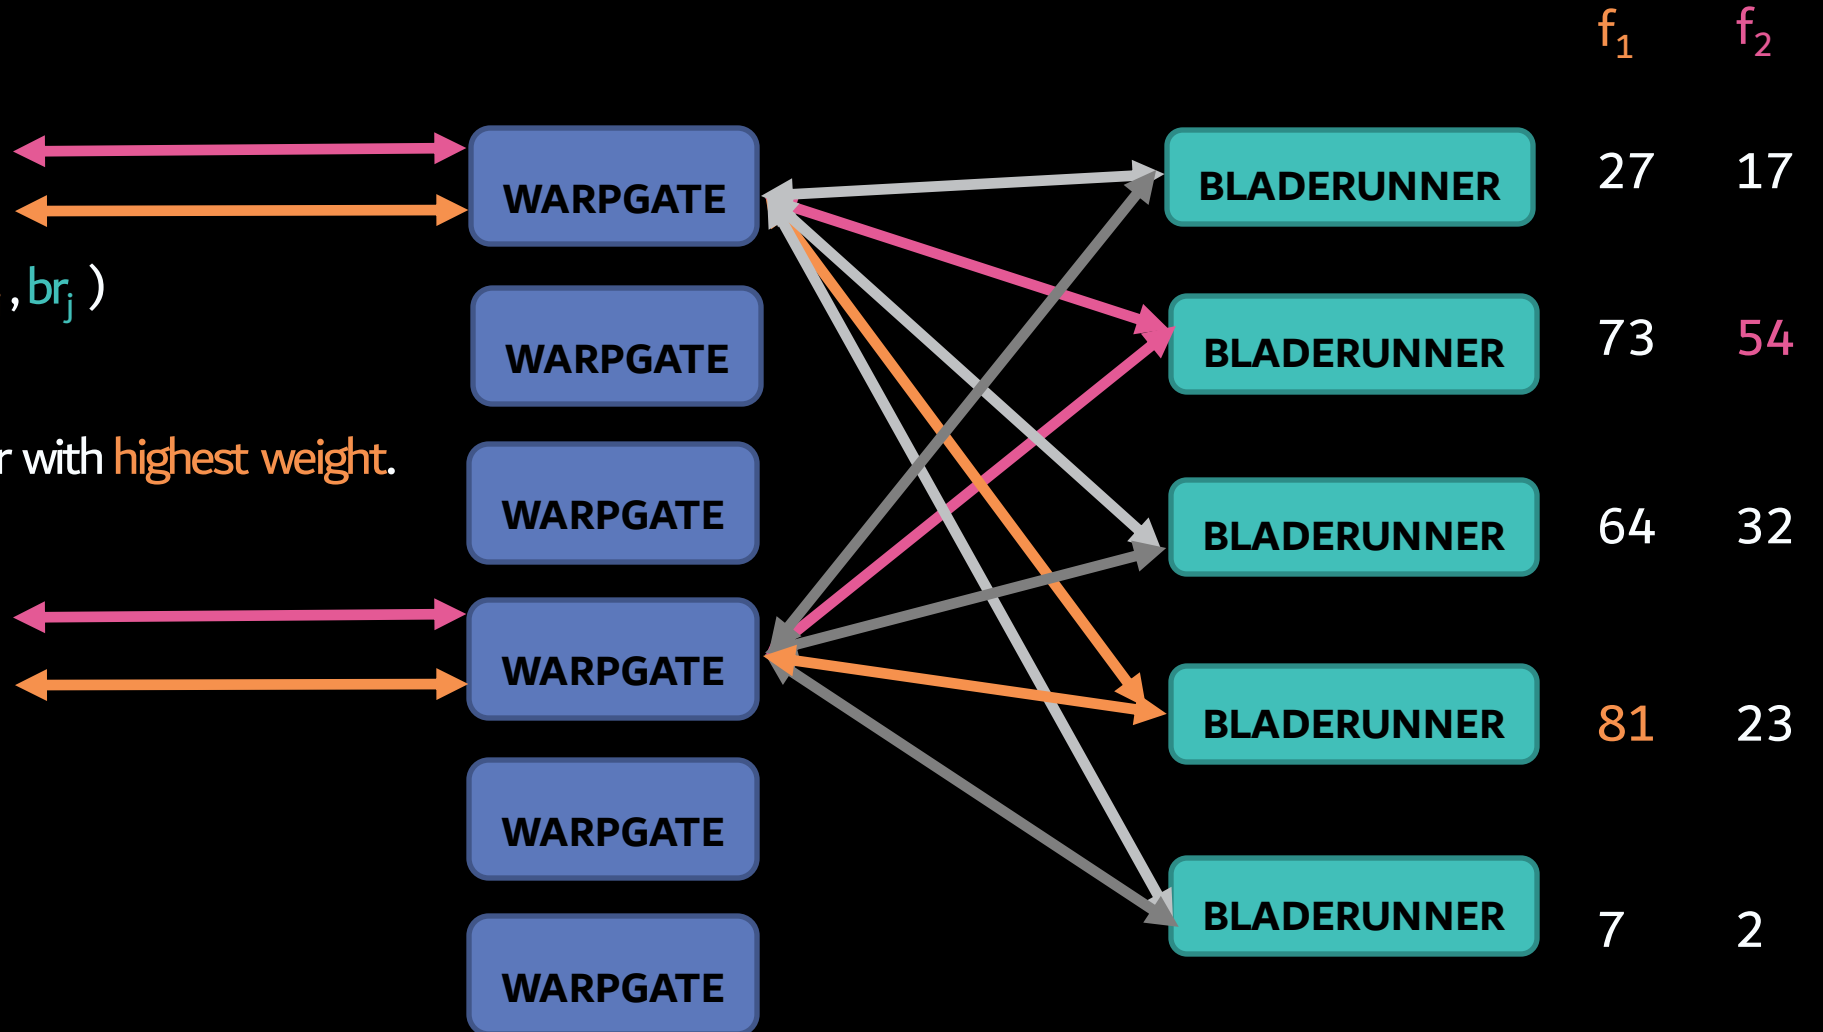 f1 f2
WARPGATE BLADERUNNER 27 17
, brj )
WARPGATE BLADERUNNER 73 54
with highest weight.
WARPGATE BLADERUNNER 64 32
WARPGATE BLADERUNNER 81 23
WARPGATE BLADERUNNER 7 2
WARPGATE